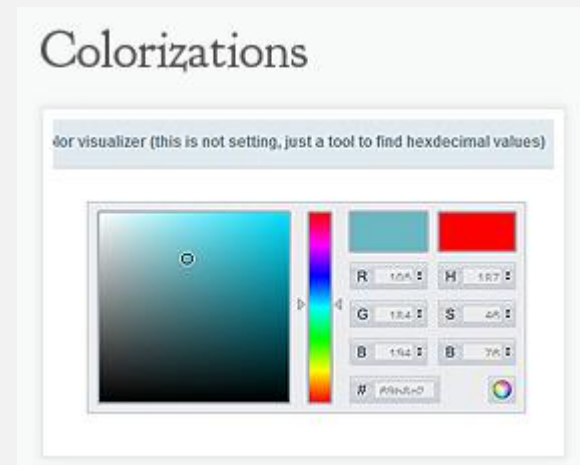 Colorizations
lor visualizer (this is not setting, just a tool to find hexdecimal values)
R H
G S
B B
#